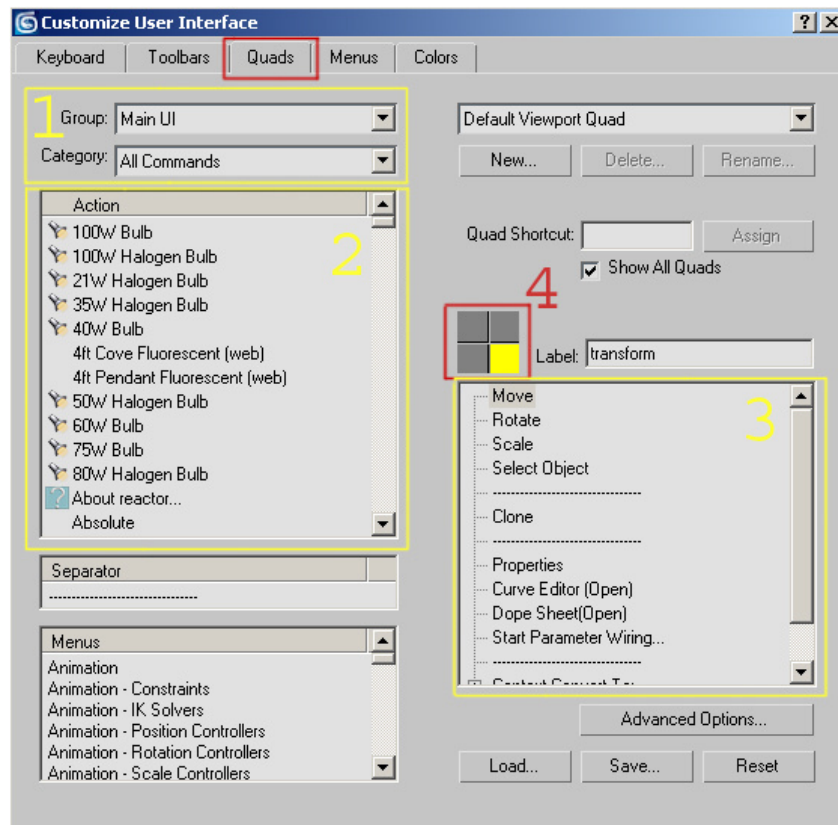 Customize User Interface
Keyboard Toolbars Quads Menus Colors
1
Group: Main UI
Category: All Commands
Action
2
100W Bulb
100W Halogen Bulb
21W Halogen Bulb
35W Halogen Bulb
40W Bulb
4ft Cove Fluorescent (web)
4ft Pendant Fluorescent (web)
50W Halogen Bulb
60W Bulb
75W Bulb
80W Halogen Bulb
? About reactor...
Absolute
Separator
--------------------------------
Menus
Animation
Animation - Constraints
Animation - IK Solvers
Animation - Position Controllers
Animation - Rotation Controllers
Animation - Scale Controllers
Default Viewport Quad
New... Delete... Rename...
Quad Shortcut: Assign
Show All Quads
4
Label: transform
3
Move
Rotate
Scale
Select Object
--------------------------------
Clone
--------------------------------
Properties
Curve Editor (Open)
Dope Sheet(Open)
Start Parameter Wiring...
--------------------------------
Advanced Options...
Load... Save... Reset